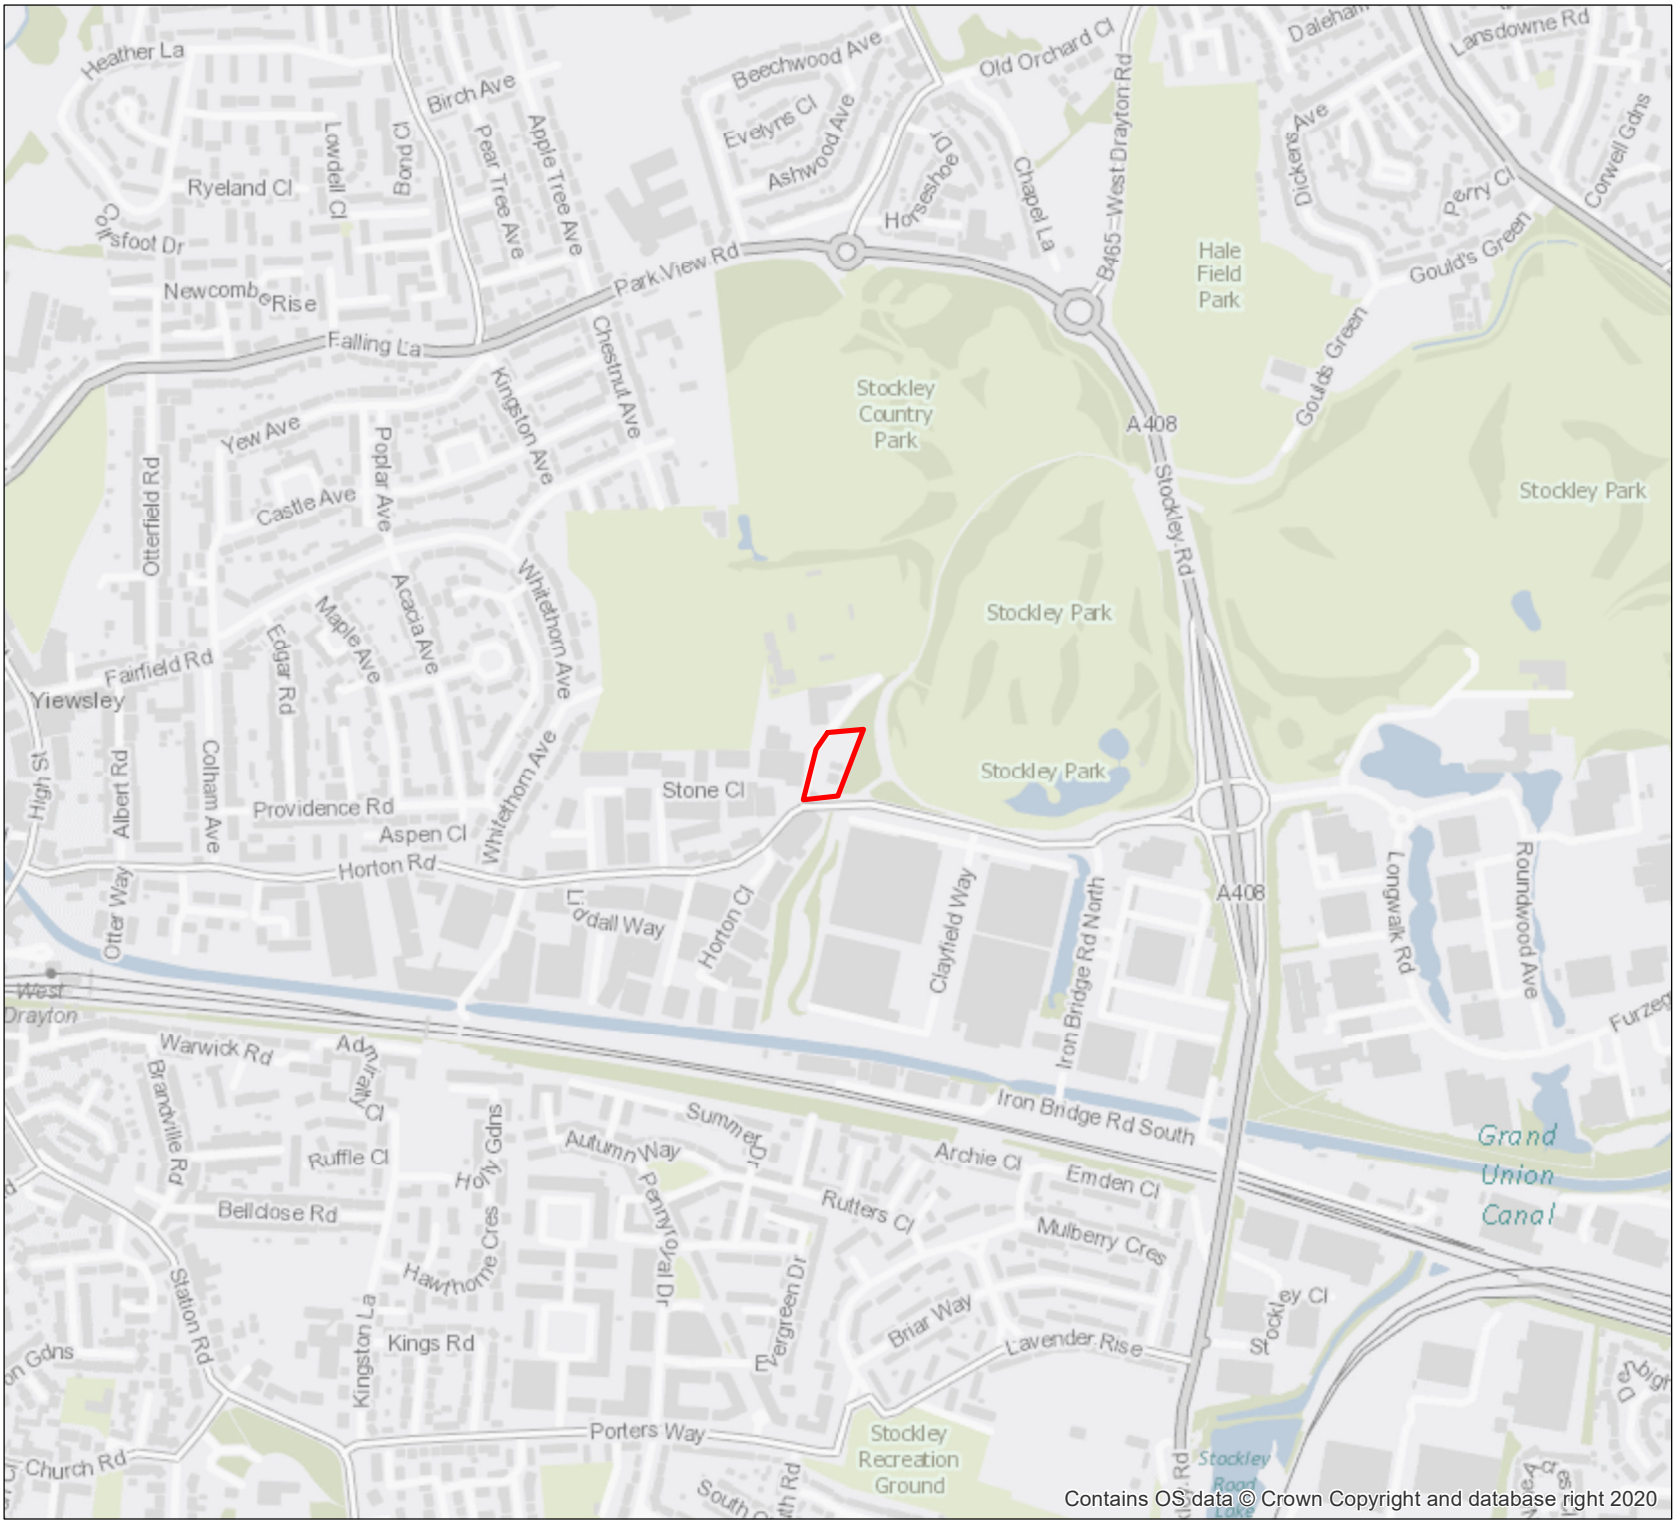 Heather La
Birch Ave
Beechwood Ave
Old Orchard Cl
Lansdowne Rd
Evelyns Cl
Ashwood Ave
Lowdell Cl
Bond Cl
Pear Tree Ave
Apple Tree Ave
Horseshoe Dr
Chapel La
B465 – West Drayton Rd
Dickens Ave
Perry Cl
Corwell Gdns
Ryeland Cl
Coltsfoot Dr
Newcombe Rise
Park View Rd
Hale
Field
Park
Gould's Green
Falling La
Chestnut Ave
Kingston Ave
Goulds Green
Stockley
Country
Park
A408
Yew Ave
Poplar Ave
Otterfield Rd
Castle Ave
Stockley Rd
Stockley Park
Whitethorn Ave
Acacia Ave
Maple Ave
Edgar Rd
Stockley Park
Fairfield Rd
Yiewsley
High St
Albert Rd
Colham Ave
Whitethorn Ave
Stone Cl
Stockley Park
Providence Rd
Aspen Cl
Horton Rd
Otter Way
Liddall Way
Horton Cl
Clayfield Way
Iron Bridge Rd North
A408
Longwalk Rd
Roundwood Ave
West
Drayton
Warwick Rd
Admiralty Cl
Brandville Rd
Iron Bridge Rd South
Summer Dr
Autumn Way
Holly Gdns
Ruffle Cl
Archie Cl
Emden Cl
Grand
Union
Canal
Bellclose Rd
Pennyroyal Dr
Rutters Cl
Mulberry Cres
Hawthorne Cres
Station Rd
Kingston La
Kings Rd
Evergreen Dr
Briar Way
Lavender Rise
Stockley Cl
Porters Way
Church Rd
Stockley
Recreation
Ground
Stockley
Road
Lake
Contains OS data © Crown Copyright and database right 2020